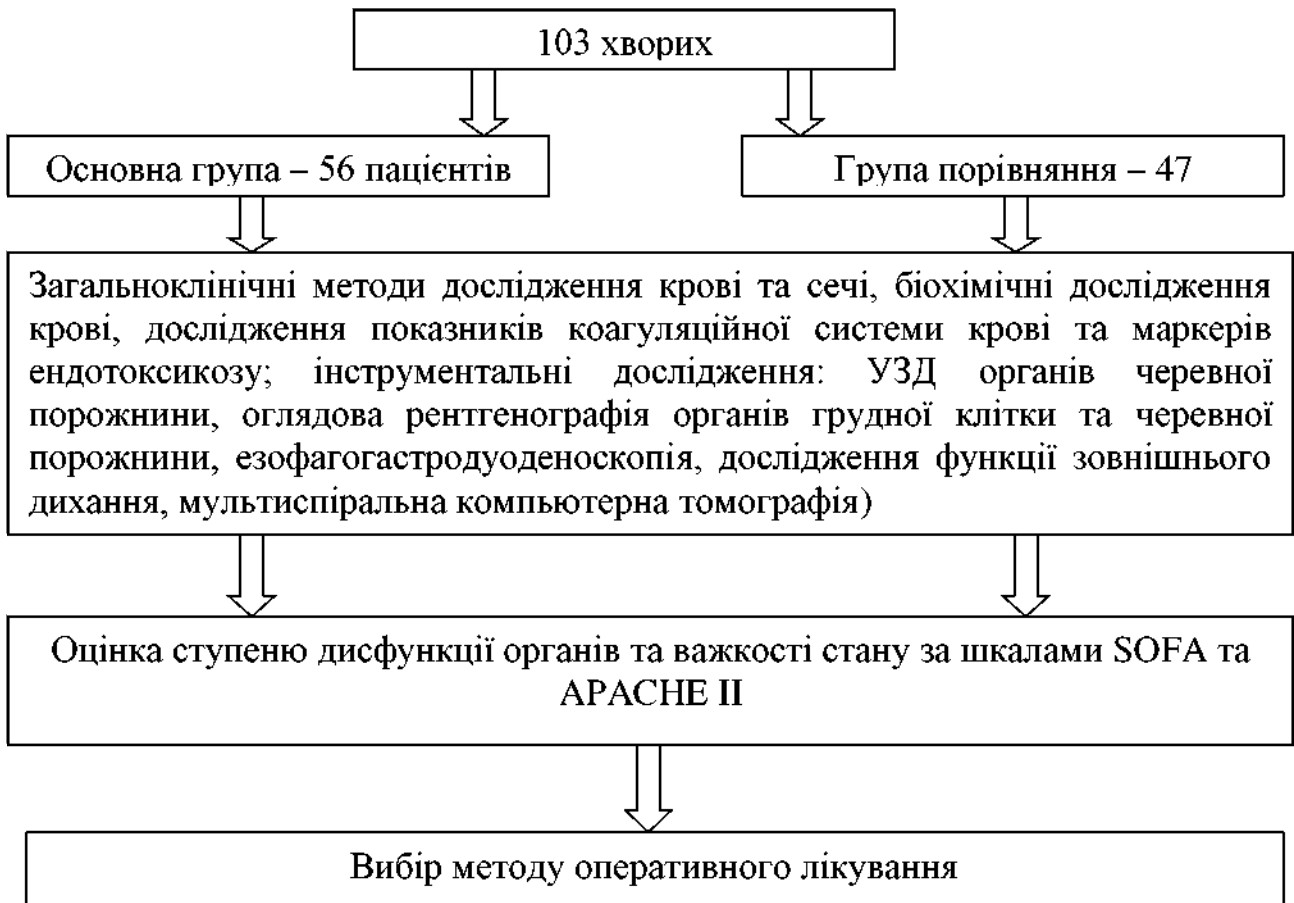 103 хворих
Основна група – 56 пацієнтів
Група порівняння – 47
Загальноклінічні методи дослідження крові та сечі, біохімічні дослідження
крові, дослідження показників коагуляційної системи крові та маркерів
ендотоксикозу; інструментальні дослідження: УЗД органів черевної
порожнини, оглядова рентгенографія органів грудної клітки та черевної
порожнини, езофагогастродуоденоскопія, дослідження функції зовнішнього
дихання, мультиспіральна компьютерна томографія)
Оцінка ступеню дисфункції органів та важкості стану за шкалами SOFA та
APACHE II
Вибір методу оперативного лікування